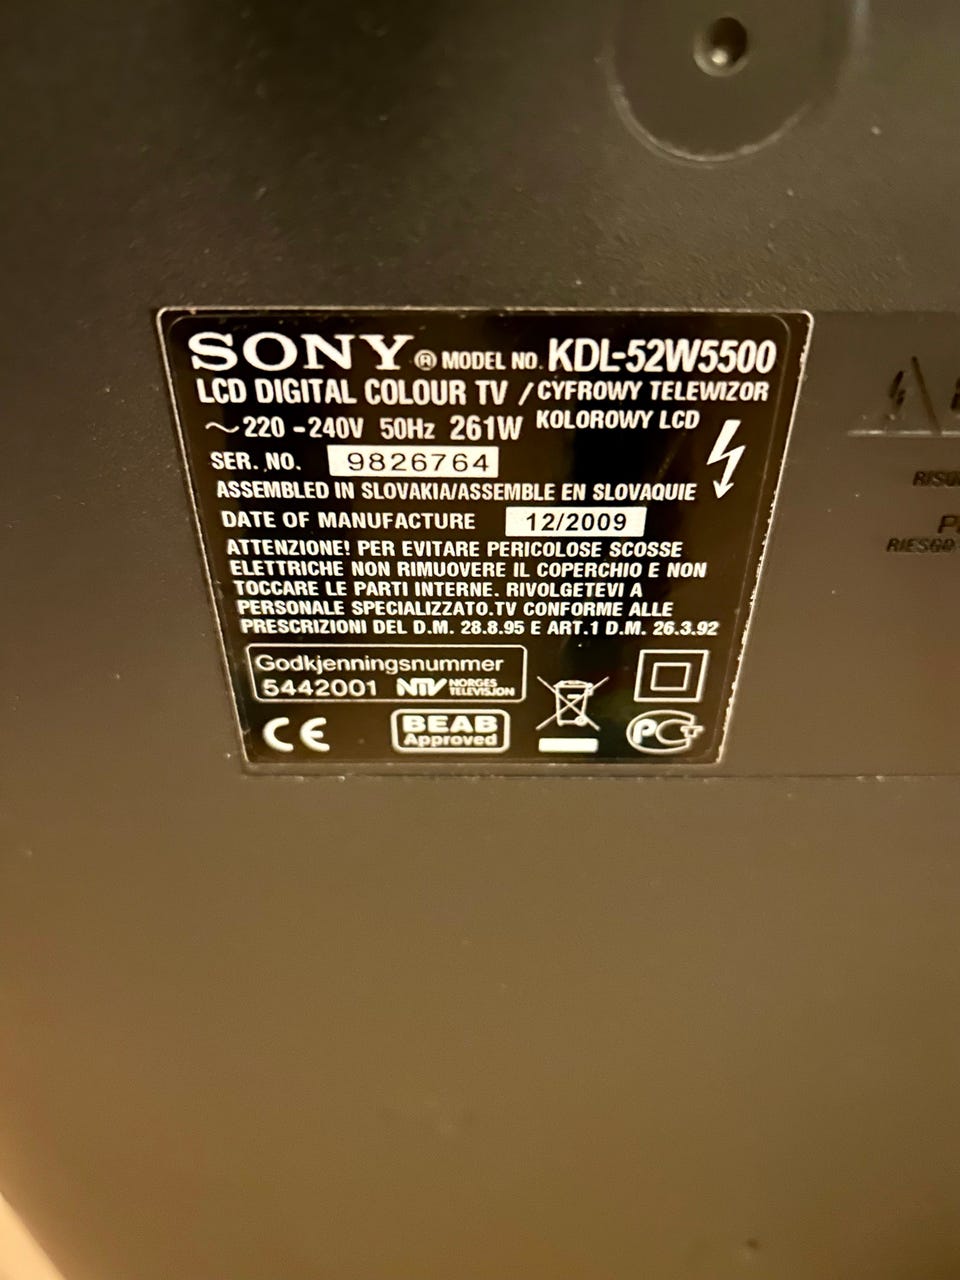 SONY ® MODEL NO. KDL-52W5500
LCD DIGITAL COLOUR TV / CYFROWY TELEWIZOR
KOLOROWY LCD
~220 -240V 50Hz 261W
SER. NO. 9826764
ASSEMBLED IN SLOVAKIA/ASSEMBLE EN SLOVAQUIE
DATE OF MANUFACTURE 12/2009
ATTENZIONE! PER EVITARE PERICOLOSE SCOSSE
ELETTRICHE NON RIMUOVERE IL COPERCHIO E NON
TOCCARE LE PARTI INTERNE. RIVOLGETEVI A
PERSONALE SPECIALIZZATO.TV CONFORME ALLE
PRESCRIZIONI DEL D.M. 28.8.95 E ART.1 D.M. 26.3.92
Godkjenningsnummer
5442001 NTV NORGES
TELEVISJON
CE
BEAB
Approved
RIESGO